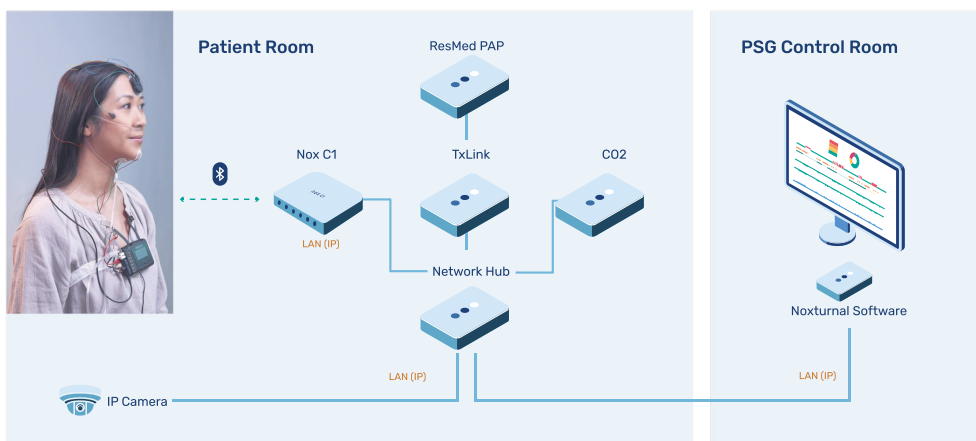 Patient Room
PSG Control Room
ResMed PAP
Nox C1
TxLink
CO2
LAN (IP)
Network Hub
Noxturnal Software
LAN (IP)
LAN (IP)
IP Camera